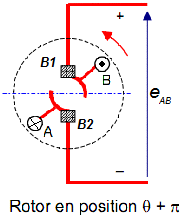 +
B1
B
e_AB
A
B2
−
Rotor en position θ + π